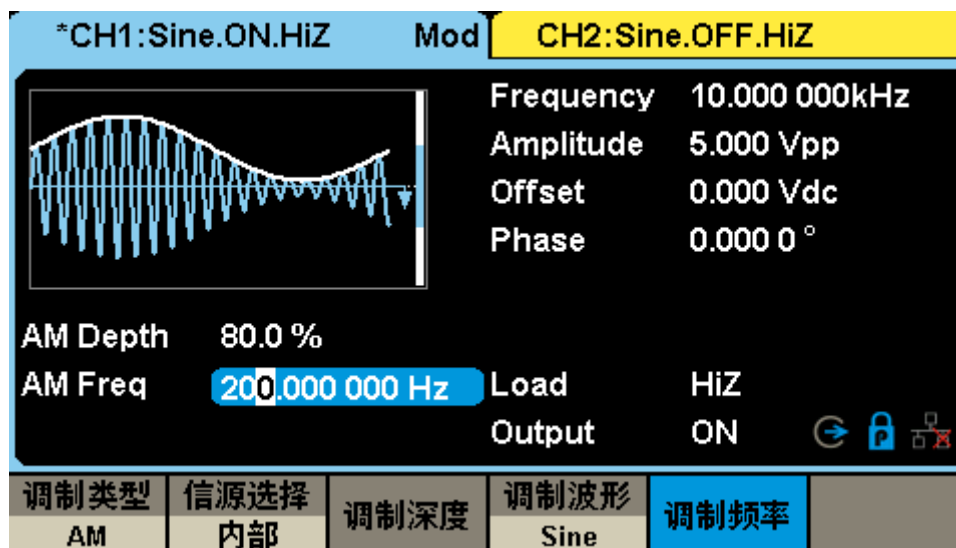 *CH1:Sine.ON.HiZ Mod CH2:Sine.OFF.HiZ
Frequency 10.000 000kHz
Amplitude 5.000 Vpp
Offset 0.000 Vdc
Phase 0.000 0 °
AM Depth 80.0 %
AM Freq 200.000 000 Hz Load HiZ
Output ON
调制类型 信源选择 调制深度 调制波形 调制频率
AM 内部 Sine